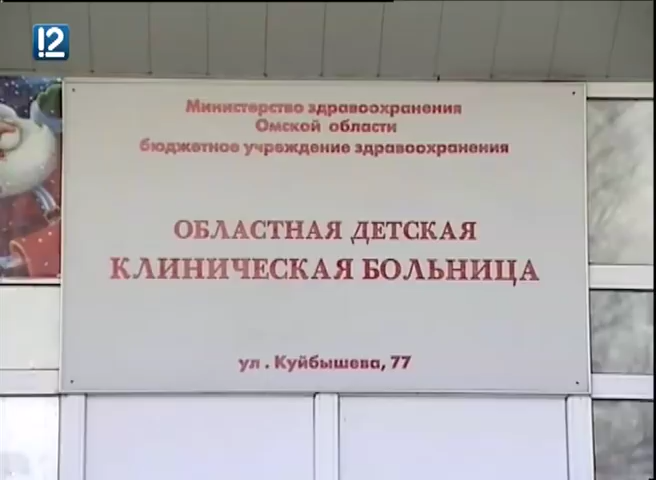 12
Министерство здравоохранения
Омской области
бюджетное учреждение здравоохранения
ОБЛАСТНАЯ ДЕТСКАЯ
КЛИНИЧЕСКАЯ БОЛЬНИЦА
ул. Куйбышева, 77